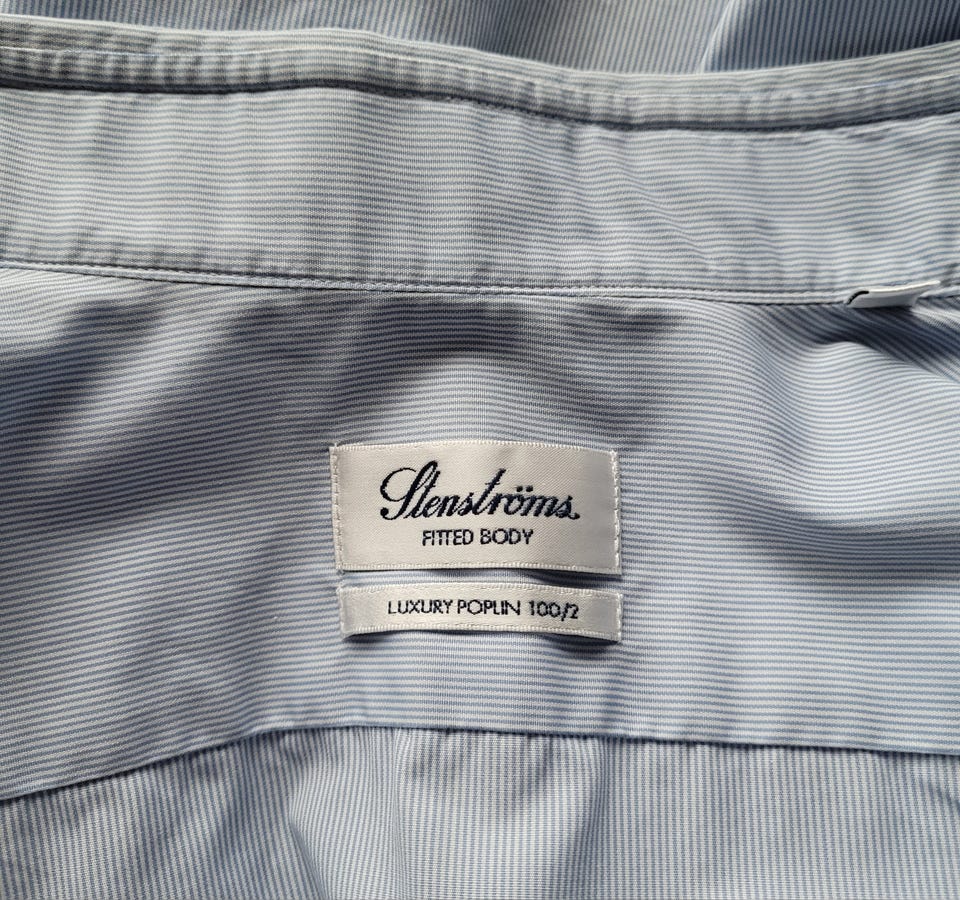 Stenströms
FITTED BODY
LUXURY POPLIN 100/2